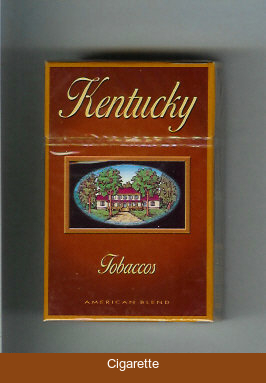 Kentucky
Tobaccos
AMERICAN BLEND
Cigarette